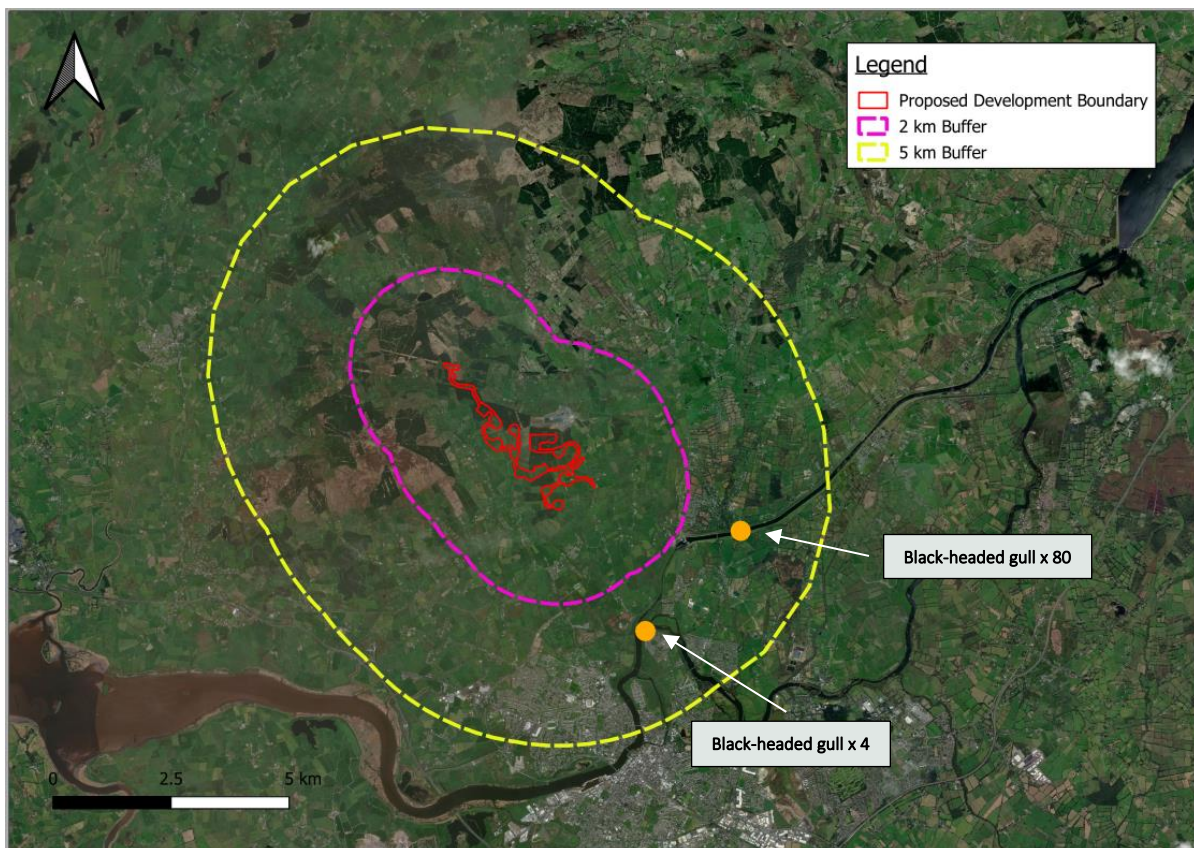 Legend
Proposed Development Boundary
2 km Buffer
5 km Buffer
Black-headed gull x 80
Black-headed gull x 4
0 2.5 5 km